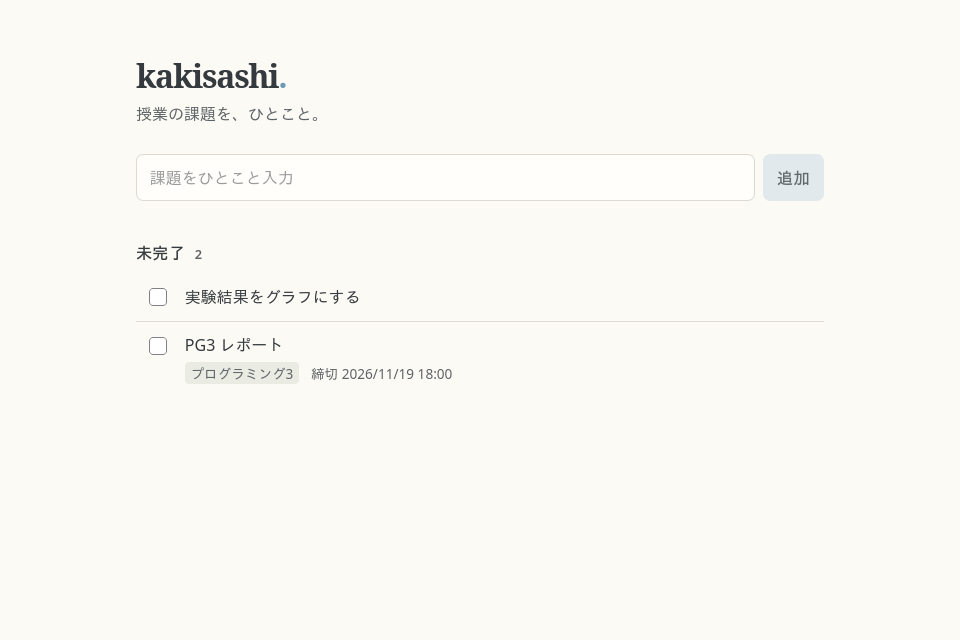 kakisashi.
授業の課題を、ひとこと。
課題をひとこと入力
追加
未完了 2
実験結果をグラフにする
PG3 レポート
プログラミング3 締切 2026/11/19 18:00